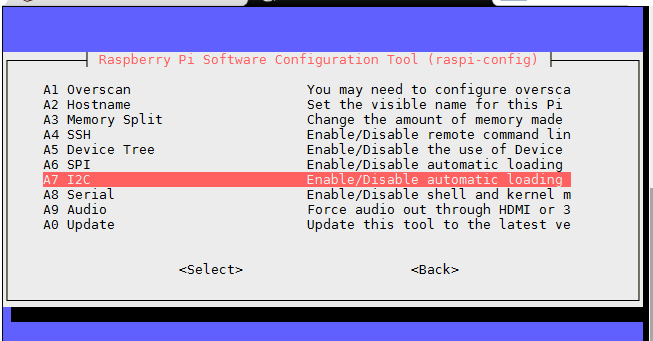 Raspberry Pi Software Configuration Tool (raspi-config)
A1 Overscan You may need to configure oversca
A2 Hostname Set the visible name for this Pi
A3 Memory Split Change the amount of memory made
A4 SSH Enable/Disable remote command lin
A5 Device Tree Enable/Disable the use of Device
A6 SPI Enable/Disable automatic loading
A7 I2C Enable/Disable automatic loading
A8 Serial Enable/Disable shell and kernel m
A9 Audio Force audio out through HDMI or 3
A0 Update Update this tool to the latest ve
<Select> <Back>